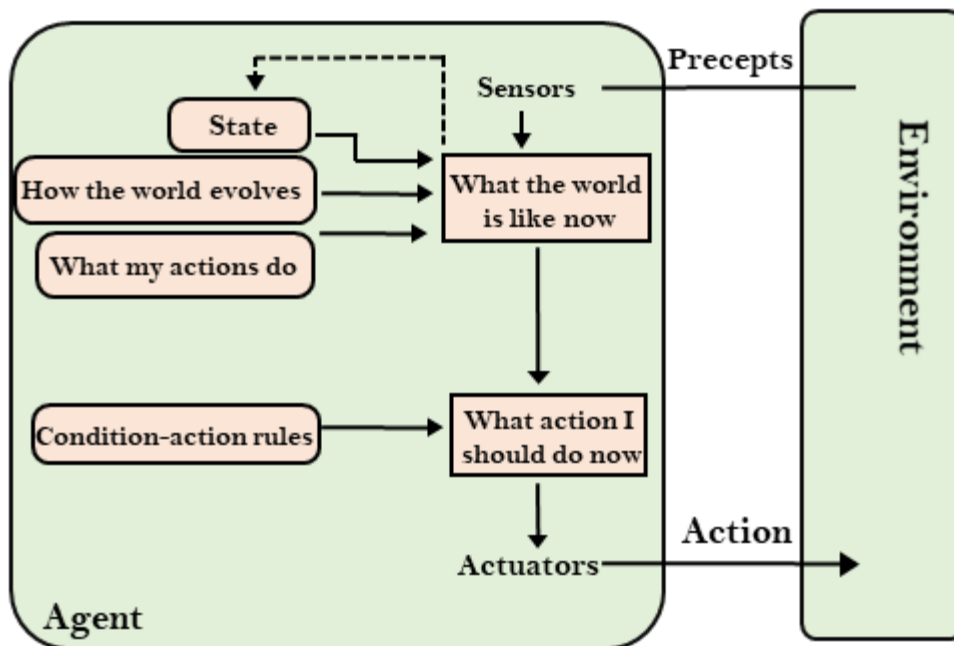 Precepts
Sensors
State
How the world evolves
What the world
is like now
What my actions do
Environment
Condition-action rules
What action I
should do now
Action
Actuators
Agent